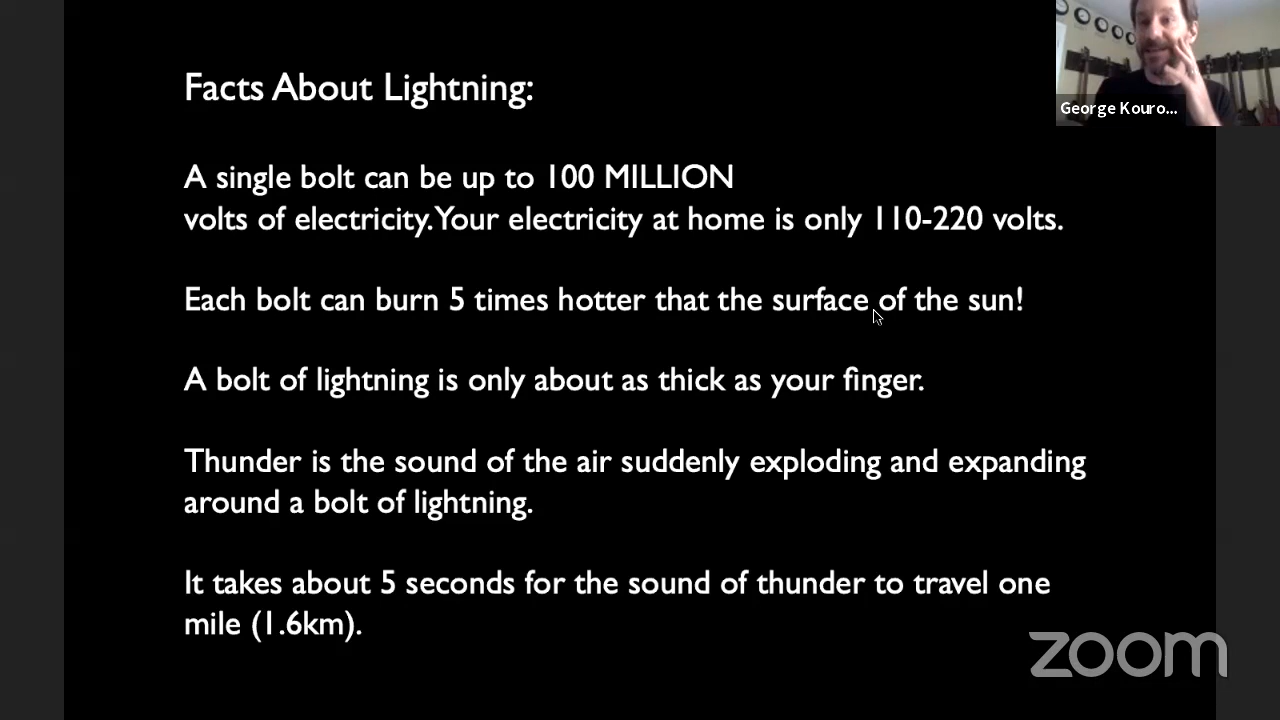 Facts About Lightning:
A single bolt can be up to 100 MILLION
volts of electricity. Your electricity at home is only 110-220 volts.
Each bolt can burn 5 times hotter that the surface of the sun!
A bolt of lightning is only about as thick as your finger.
Thunder is the sound of the air suddenly exploding and expanding
around a bolt of lightning.
It takes about 5 seconds for the sound of thunder to travel one
mile (1.6km).
George Kouro...
zoom